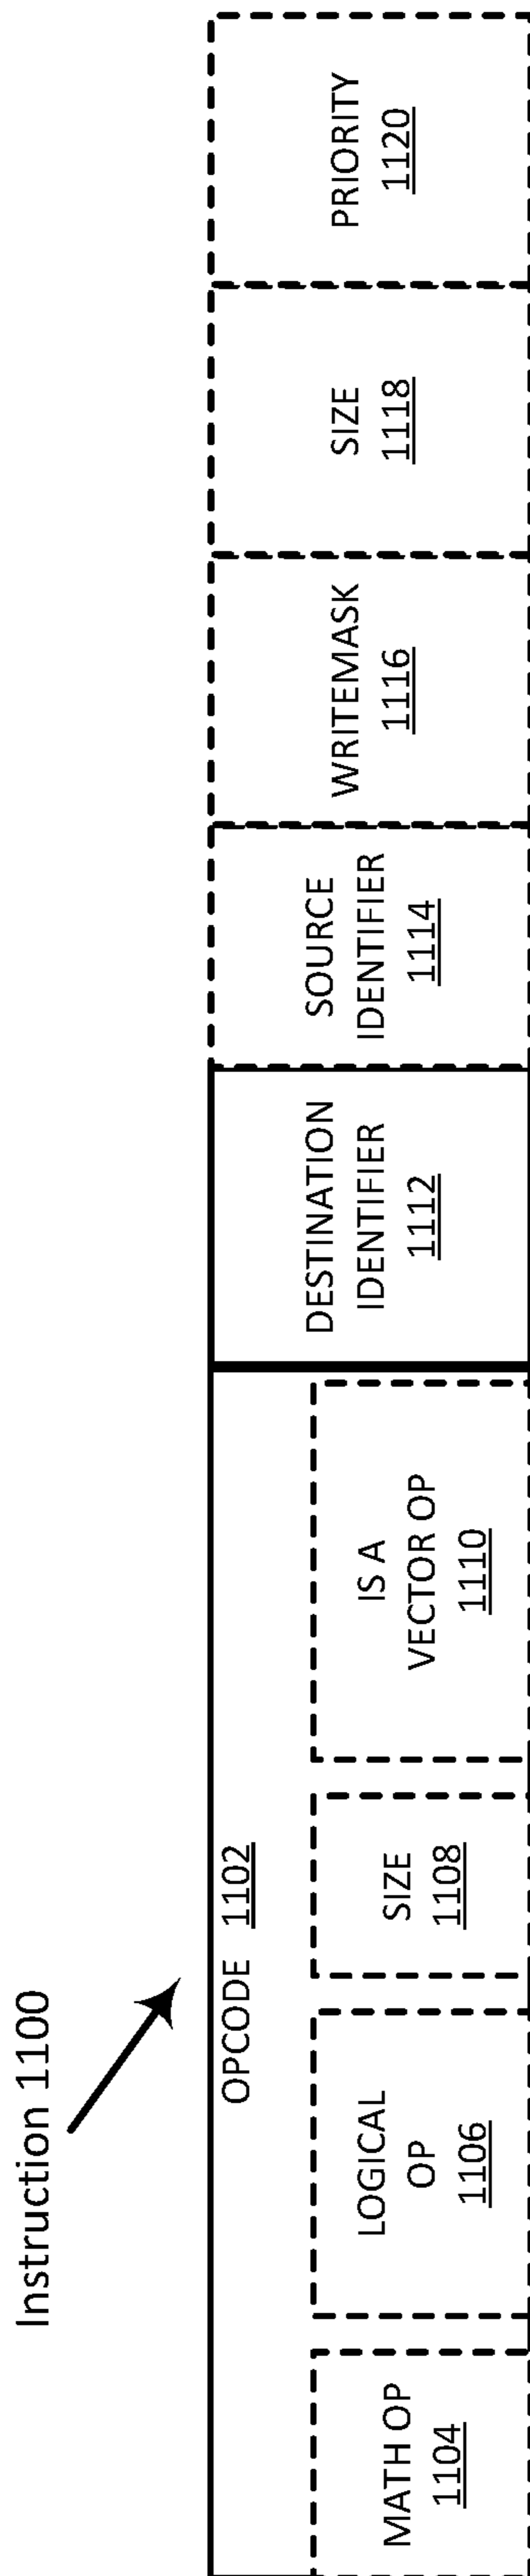 Instruction 1100
OPCODE 1102
MATH OP
1104
LOGICAL
OP
1106
SIZE
1108
IS A
VECTOR OP
1110
DESTINATION
IDENTIFIER
1112
SOURCE
IDENTIFIER
1114
WRITEMASK
1116
SIZE
1118
PRIORITY
1120